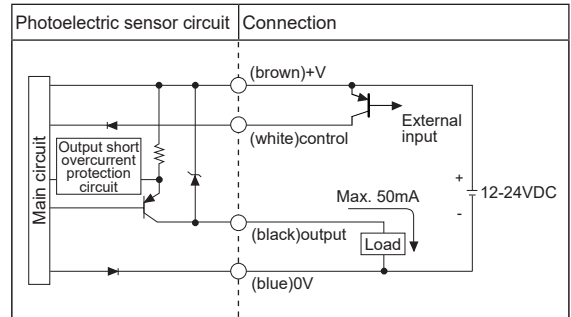 Photoelectric sensor circuit
Connection
(brown)+V
(white)control
External
input
Output short
overcurrent
protection
circuit
Main circuit
+
12-24VDC
-
Max. 50mA
(black)output
Load
(blue)0V